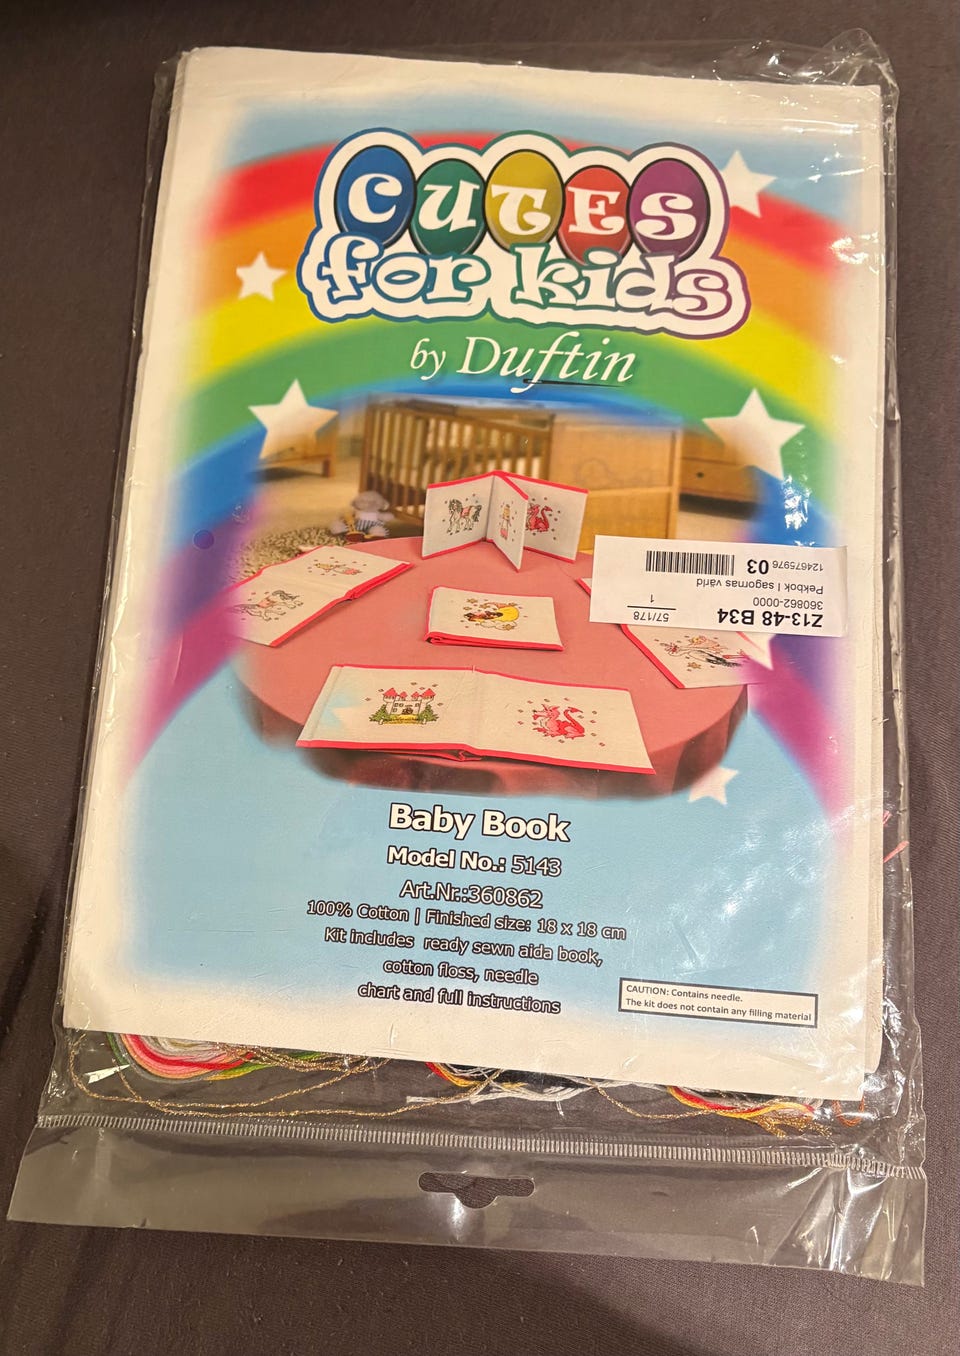 CUTES
for kids
by Duftin
Z13-48 B34
360862-0000
57/178
1
Pekbok I sagornas värld
124675976 03
Baby Book
Model No.: 5143
Art.Nr.:360862
100% Cotton | Finished size: 18 x 18 cm
Kit includes ready sewn aida book,
cotton floss, needle
chart and full instructions
CAUTION: Contains needle.
The kit does not contain any filling material